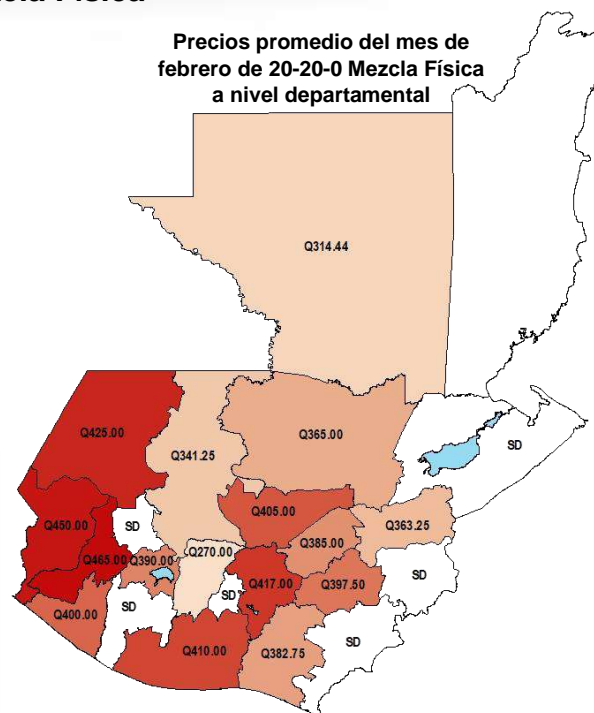 Precios promedio del mes de
febrero de 20-20-0 Mezcla Física
a nivel departamental
Q314.44
Q425.00
Q341.25
Q365.00
SD
Q405.00
Q363.25
Q450.00
SD
Q385.00
Q465.00
Q390.00
Q270.00
Q417.00
Q397.50
SD
SD
SD
Q400.00
SD
Q410.00
Q382.75